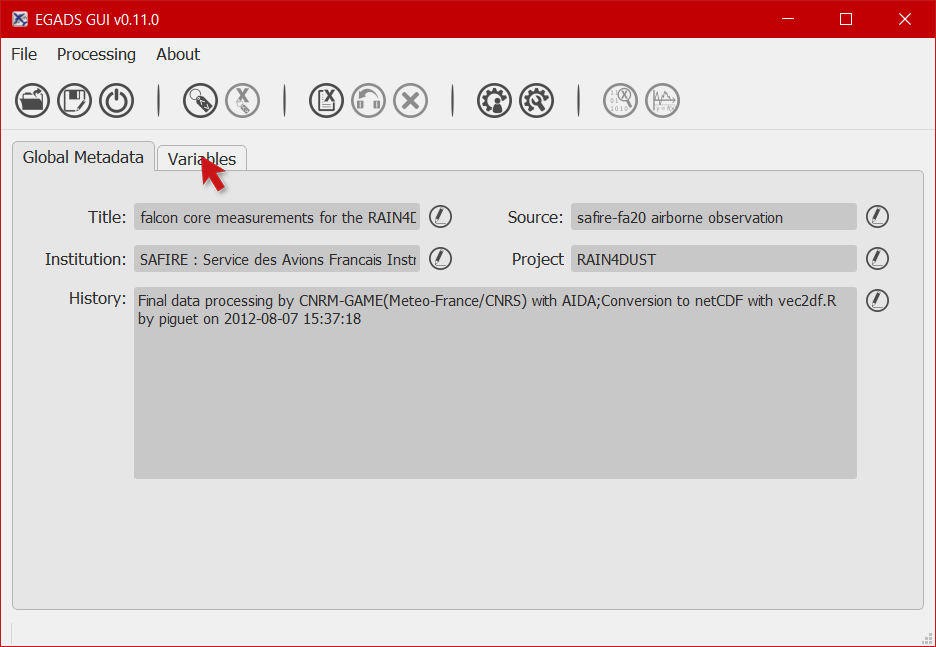 EGADS GUI v0.11.0
File Processing About
Global Metadata Variables
Title: falcon core measurements for the RAIN4D Source: safire-fa20 airborne observation
Institution: SAFIRE : Service des Avions Francais Instr Project RAIN4DUST
History: Final data processing by CNRM-GAME(Meteo-France/CNRS) with AIDA;Conversion to netCDF with vec2df.R
by piguet on 2012-08-07 15:37:18